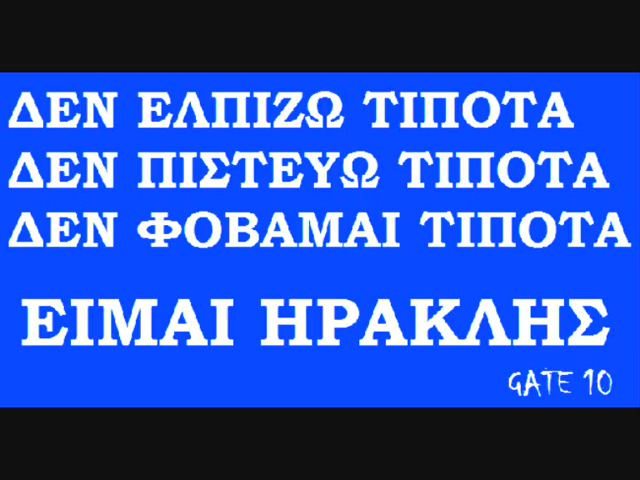 ΔΕΝ ΕΛΠΙΖΩ ΤΙΠΟΤΑ
ΔΕΝ ΠΙΣΤΕΥΩ ΤΙΠΟΤΑ
ΔΕΝ ΦΟΒΑΜΑΙ ΤΙΠΟΤΑ
ΕΙΜΑΙ ΗΡΑΚΛΗΣ
GATE 10